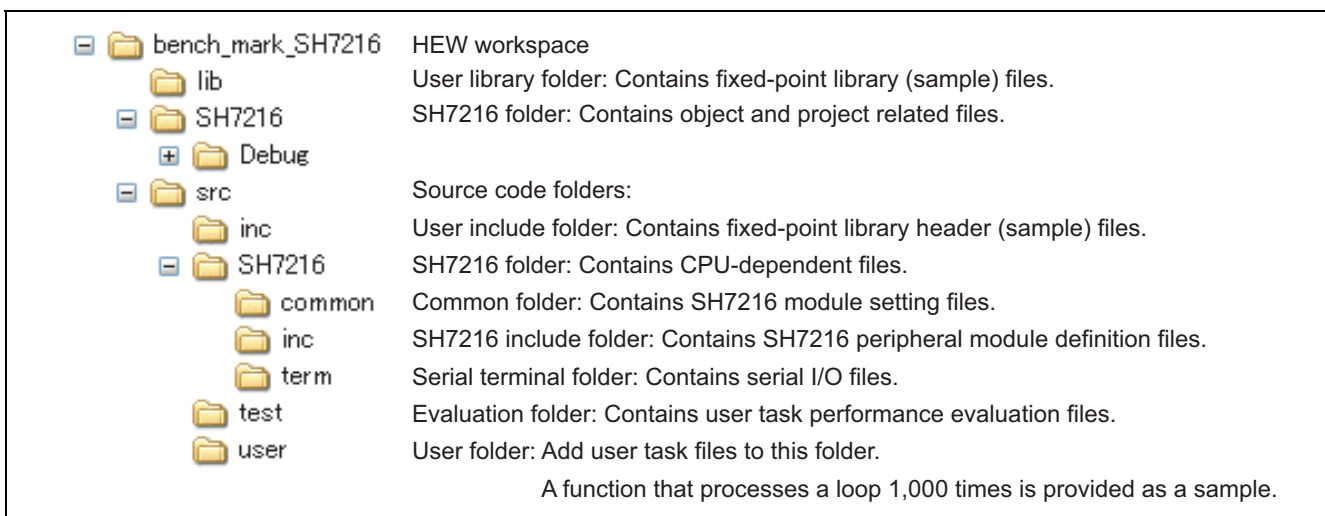 bench_mark_SH7216 HEW workspace
lib User library folder: Contains fixed-point library (sample) files.
SH7216 SH7216 folder: Contains object and project related files.
Debug
src Source code folders:
inc User include folder: Contains fixed-point library header (sample) files.
SH7216 SH7216 folder: Contains CPU-dependent files.
common Common folder: Contains SH7216 module setting files.
inc SH7216 include folder: Contains SH7216 peripheral module definition files.
term Serial terminal folder: Contains serial I/O files.
test Evaluation folder: Contains user task performance evaluation files.
user User folder: Add user task files to this folder.
A function that processes a loop 1,000 times is provided as a sample.